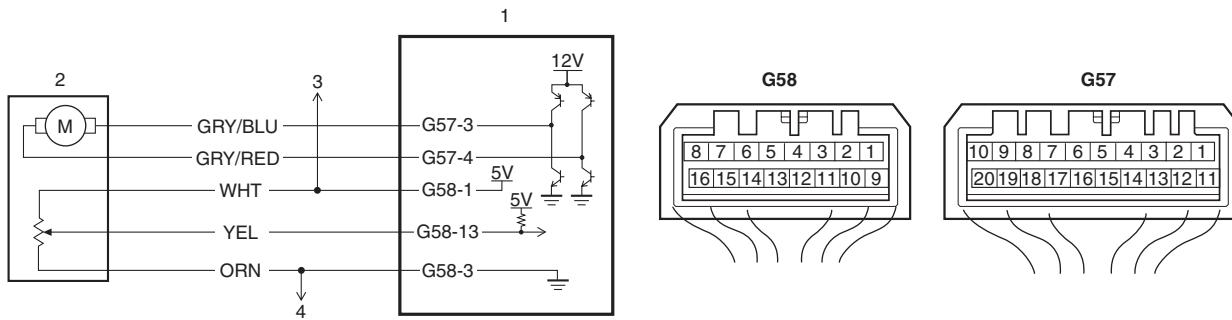 1
2
3
12V
M
GRY/BLU
G57-3
GRY/RED
G57-4
5V
WHT
G58-1
5V
YEL
G58-13
ORN
G58-3
4
G58
8 7 6 5 4 3 2 1
16 15 14 13 12 11 10 9
G57
10 9 8 7 6 5 4 3 2 1
20 19 18 17 16 15 14 13 12 11